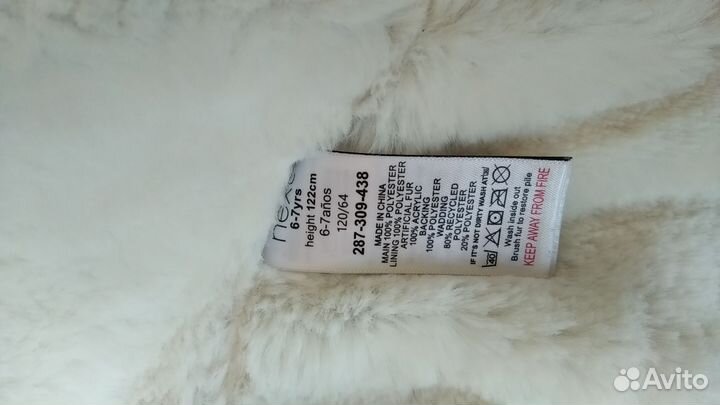 next
6-7yrs
height 122cm
6-7años
120/64
287-309-438
MADE IN CHINA
MAIN 100% POLYESTER
LINING 100% POLYESTER
ARTIFICIAL FUR
100% ACRYLIC
BACKING
100% POLYESTER
WADDING
80% RECYCLED
POLYESTER
20% POLYESTER
IF IT'S NOT DIRTY WASH AT 30
40
Wash inside out
Brush fur to restore pile
KEEP AWAY FROM FIRE
Avito